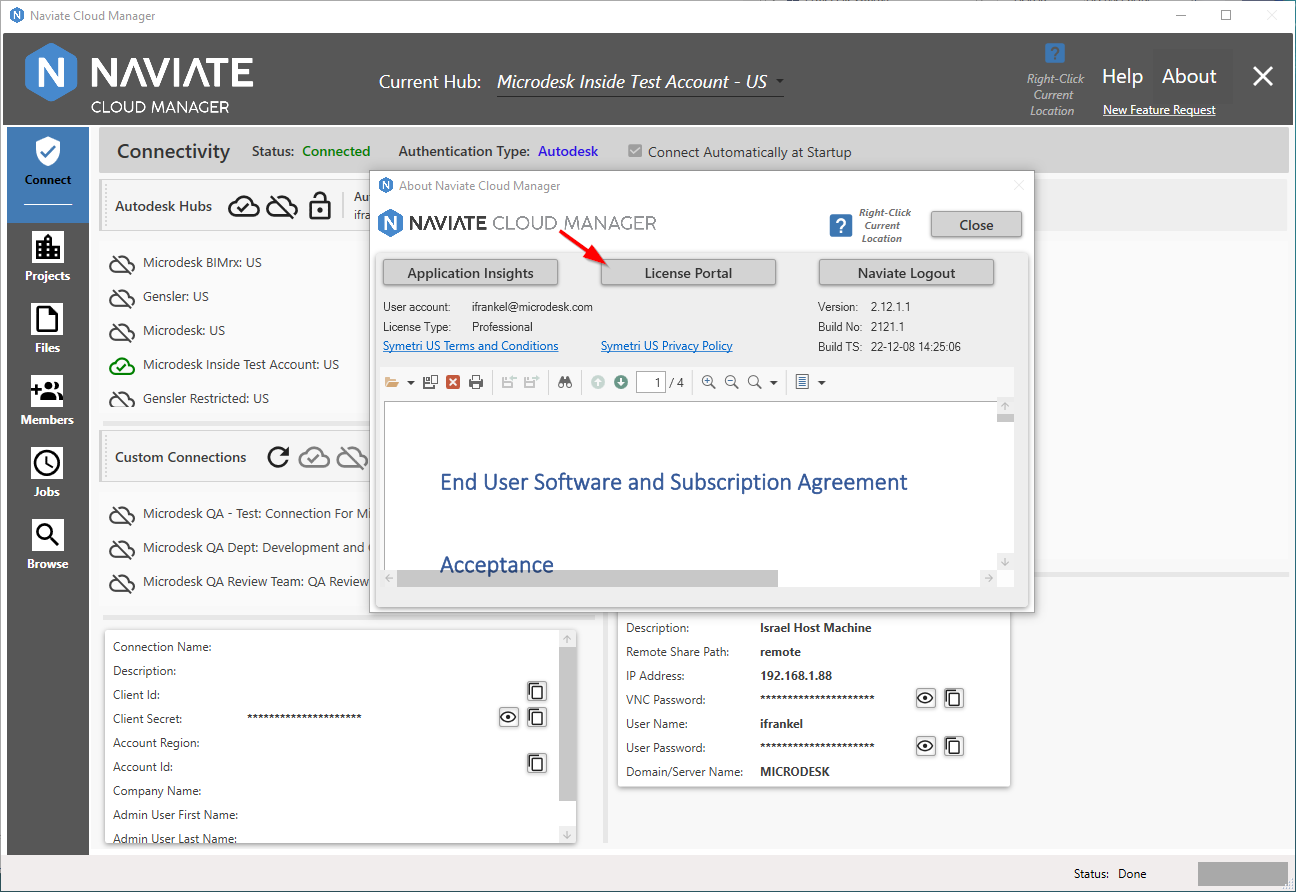 Naviate Cloud Manager
NAVIATE
CLOUD MANAGER
Current Hub: Microdesk Inside Test Account - US
?
Right-Click
Current
Location
Help About
New Feature Request
Connect
Projects
Files
Members
Jobs
Browse
Connectivity Status: Connected Authentication Type: Autodesk Connect Automatically at Startup
Autodesk Hubs
Au
ifra
Microdesk BIMrx: US
Gensler: US
Microdesk: US
Microdesk Inside Test Account: US
Gensler Restricted: US
Custom Connections
Microdesk QA - Test: Connection For Mi
Microdesk QA Dept: Development and
Microdesk QA Review Team: QA Review
Connection Name:
Description:
Client Id:
Client Secret: *********************
Account Region:
Account Id:
Company Name:
Admin User First Name:
Admin User Last Name:
About Naviate Cloud Manager
NAVIATE CLOUD MANAGER
?
Right-Click
Current
Location
Close
Application Insights License Portal Naviate Logout
User account: ifrankel@microdesk.com Version: 2.12.1.1
License Type: Professional Build No: 2121.1
Symetri US Terms and Conditions Symetri US Privacy Policy Build TS: 22-12-08 14:25:06
1 / 4
End User Software and Subscription Agreement
Acceptance
Description: Israel Host Machine
Remote Share Path: remote
IP Address: 192.168.1.88
VNC Password: *********************
User Name: ifrankel
User Password: *********************
Domain/Server Name: MICRODESK
Status: Done